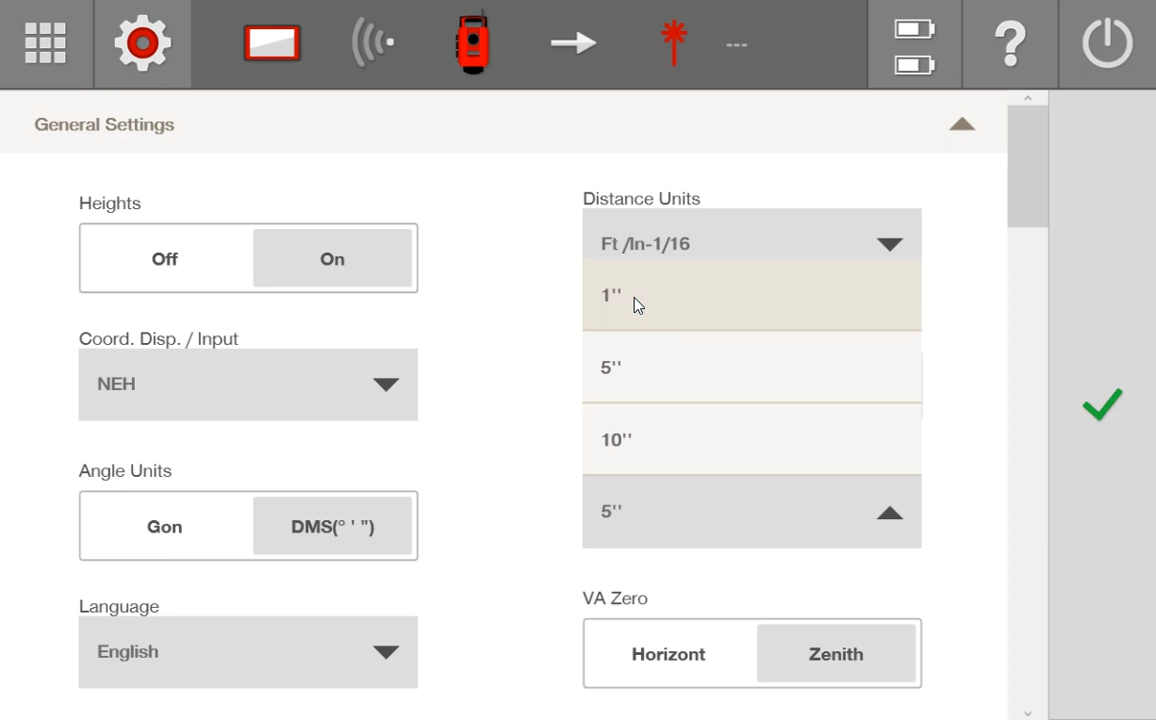 General Settings
Heights
Off On
Coord. Disp. / Input
NEH
Angle Units
Gon DMS(° ' ")
Language
English
Distance Units
Ft /In-1/16
1''
5''
10''
5''
VA Zero
Horizont Zenith
?
---